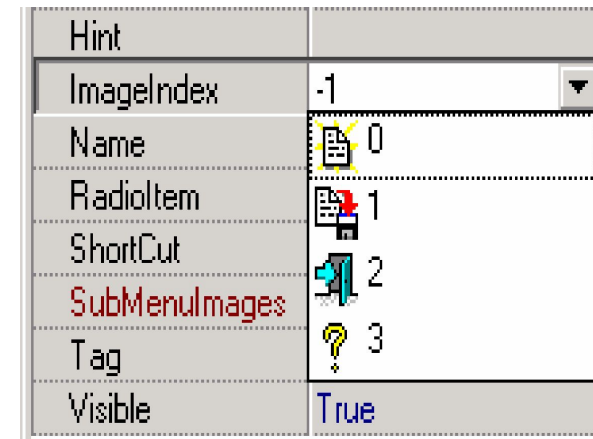 Hint
ImageIndex -1
Name 0
RadioItem 1
ShortCut 2
SubMenuImages
Tag 3
Visible True